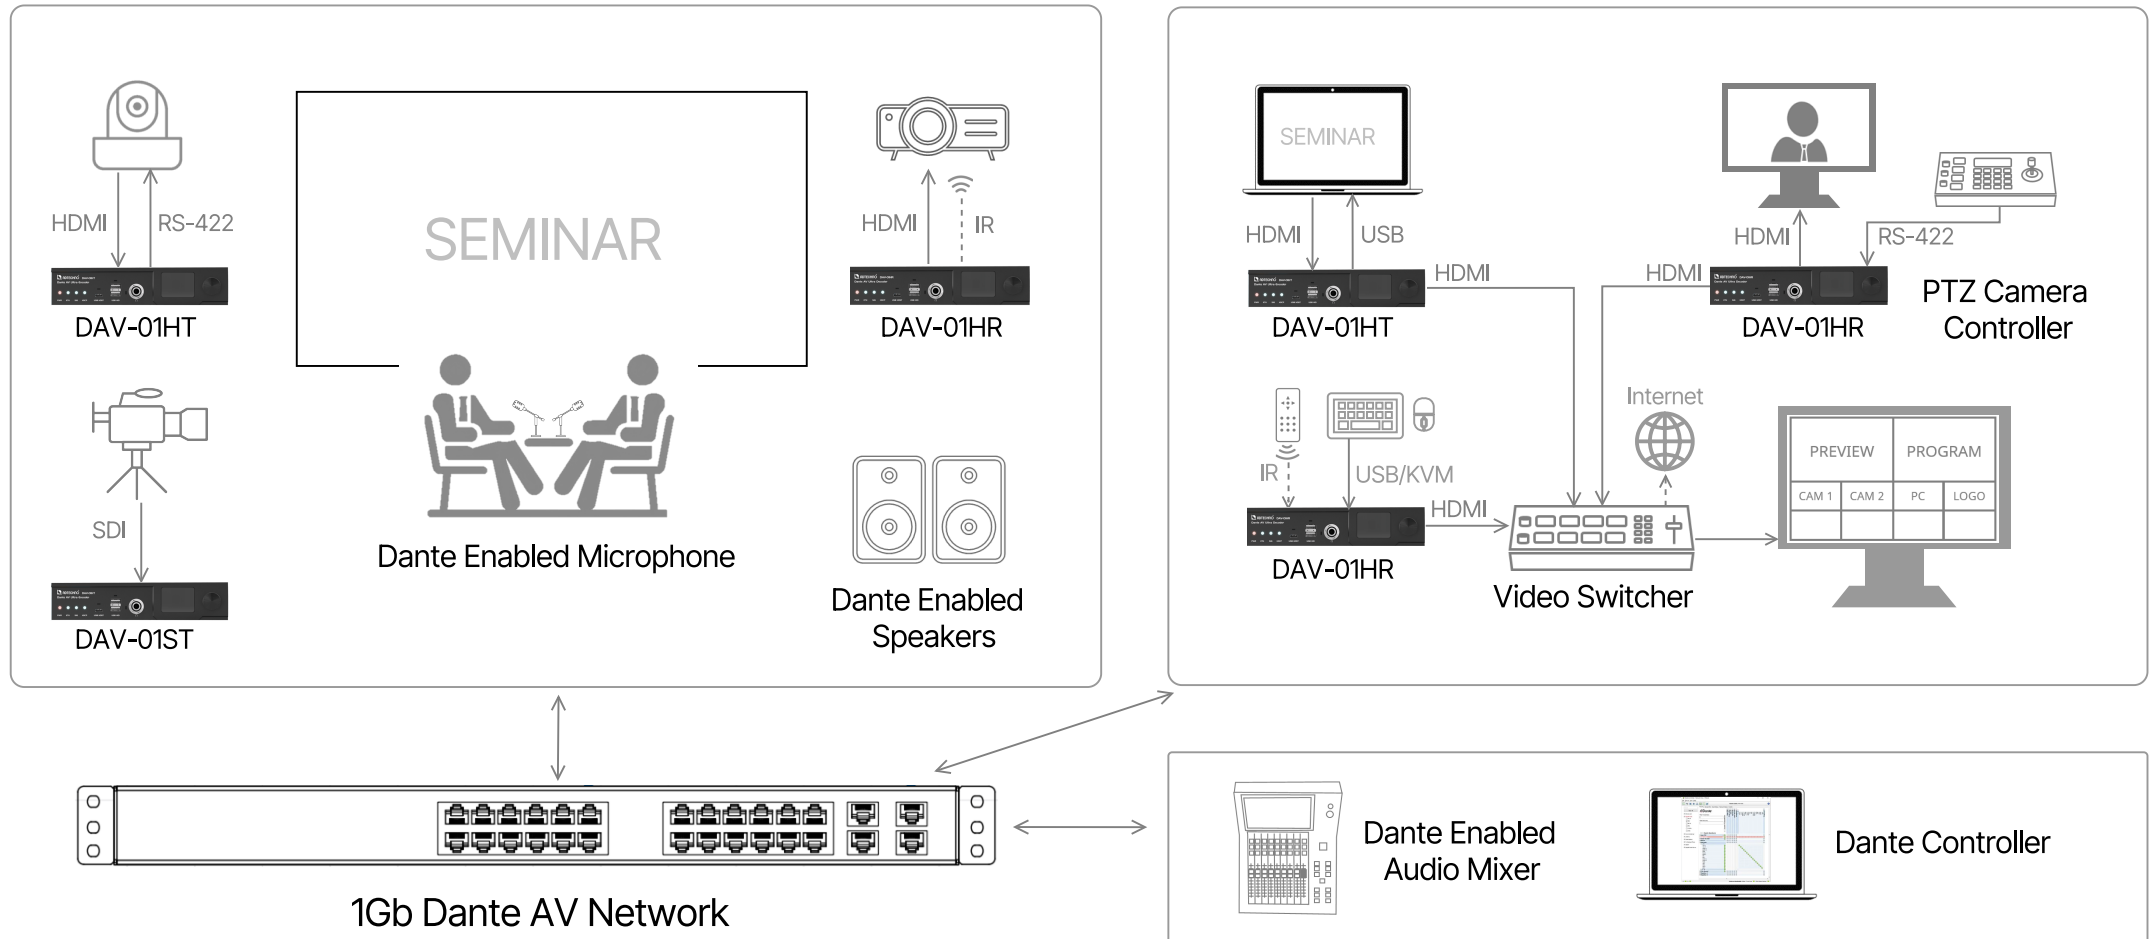 SEMINAR
HDMI
RS-422
DAV-01HT
HDMI
IR
DAV-01HR
SDI
DAV-01ST
Dante Enabled Microphone
Dante Enabled
Speakers
SEMINAR
HDMI
USB
DAV-01HT
HDMI
HDMI
HDMI
RS-422
DAV-01HR
PTZ Camera
Controller
IR
USB/KVM
DAV-01HR
HDMI
Internet
Video Switcher
PREVIEW
PROGRAM
CAM 1
CAM 2
PC
LOGO
1Gb Dante AV Network
Dante Enabled
Audio Mixer
Dante Controller